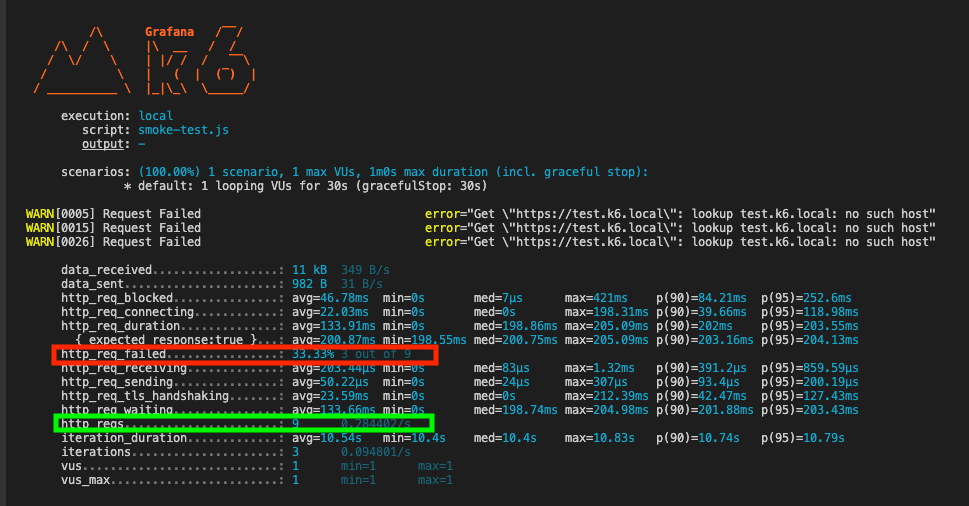 Grafana
k6
execution: local
script: smoke-test.js
output: -
scenarios: (100.00%) 1 scenario, 1 max VUs, 1m0s max duration (incl. graceful stop):
* default: 1 looping VUs for 30s (gracefulStop: 30s)
WARN[0005] Request Failed error="Get \"https://test.k6.local\": lookup test.k6.local: no such host"
WARN[0015] Request Failed error="Get \"https://test.k6.local\": lookup test.k6.local: no such host"
WARN[0026] Request Failed error="Get \"https://test.k6.local\": lookup test.k6.local: no such host"
data_received..................: 11 kB 349 B/s
data_sent......................: 982 B 31 B/s
http_req_blocked...............: avg=46.78ms min=0s med=7µs max=421ms p(90)=84.21ms p(95)=252.6ms
http_req_connecting............: avg=22.03ms min=0s med=0s max=198.31ms p(90)=39.66ms p(95)=118.98ms
http_req_duration..............: avg=133.91ms min=0s med=198.86ms max=205.09ms p(90)=202ms p(95)=203.55ms
{ expected_response:true }...: avg=200.87ms min=198.55ms med=200.75ms max=205.09ms p(90)=203.16ms p(95)=204.13ms
http_req_failed................: 33.33% 3 out of 9
http_req_receiving.............: avg=203.44µs min=0s med=83µs max=1.32ms p(90)=391.2µs p(95)=859.59µs
http_req_sending...............: avg=50.22µs min=0s med=24µs max=307µs p(90)=93.4µs p(95)=200.19µs
http_req_tls_handshaking.......: avg=23.59ms min=0s med=0s max=212.39ms p(90)=42.47ms p(95)=127.43ms
http_req_waiting...............: avg=133.66ms min=0s med=198.74ms max=204.98ms p(90)=201.88ms p(95)=203.43ms
http_reqs......................: 9 0.284402/s
iteration_duration.............: avg=10.54s min=10.4s med=10.4s max=10.83s p(90)=10.74s p(95)=10.79s
iterations.....................: 3 0.094801/s
vus............................: 1 min=1 max=1
vus_max........................: 1 min=1 max=1